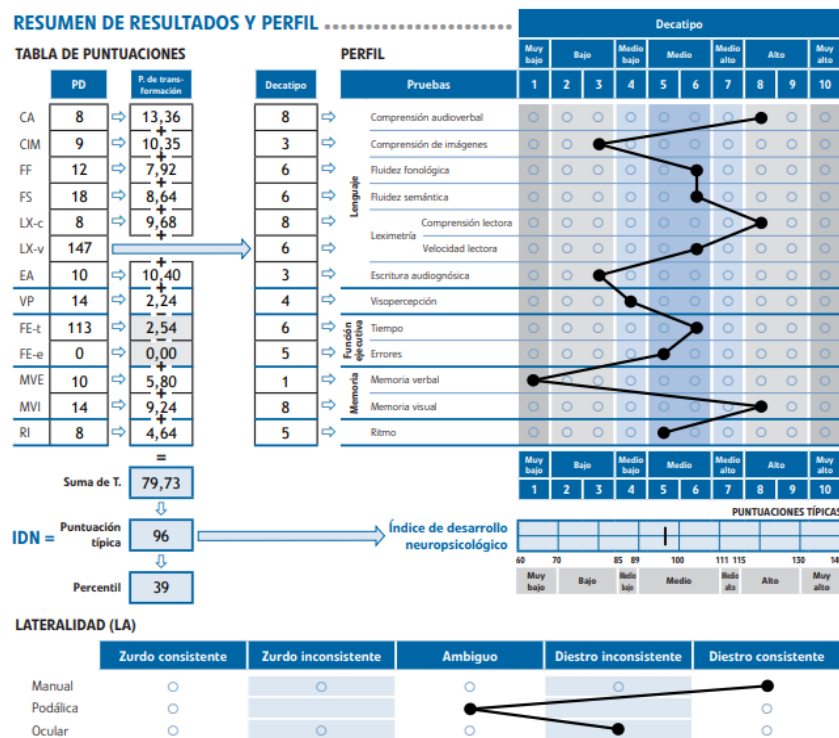 RESUMEN DE RESULTADOS Y PERFIL
Decatipo
TABLA DE PUNTUACIONES
PERFIL
Muy bajo Bajo Medio bajo Medio Medio alto Alto Muy alto
PD P. de transformación Decatipo Pruebas 1 2 3 4 5 6 7 8 9 10
CA 8 13,36 8 Comprensión audioverbal
+
CIM 9 10,35 3 Comprensión de imágenes
+
FF 12 7,92 6 Fluidez fonológica
+
FS 18 8,64 6 Fluidez semántica
+
Lenguaje
LX-c 8 9,68 8 Leximetría Comprensión lectora
+
LX-v 147 6 Velocidad lectora
+
EA 10 10,40 3 Escritura audiognósica
+
VP 14 2,24 4 Visopercepción
-
FE-t 113 2,54 6 Función ejecutiva Tiempo
-
FE-e 0 0,00 5 Errores
+
MVE 10 5,80 1 Memoria Memoria verbal
+
MVI 14 9,24 8 Memoria visual
+
RI 8 4,64 5 Ritmo
=
Muy bajo Bajo Medio bajo Medio Medio alto Alto Muy alto
Suma de T. 79,73 1 2 3 4 5 6 7 8 9 10
PUNTUACIONES TÍPICAS
IDN = Puntuación típica 96 Índice de desarrollo neuropsicológico
60 70 85 89 100 111 115 130
Muy bajo Bajo Medio bajo Medio Medio alto Alto Muy alto
Percentil 39
LATERALIDAD (LA)
Zurdo consistente Zurdo inconsistente Ambiguo Diestro inconsistente Diestro consistente
Manual
Podálica
Ocular